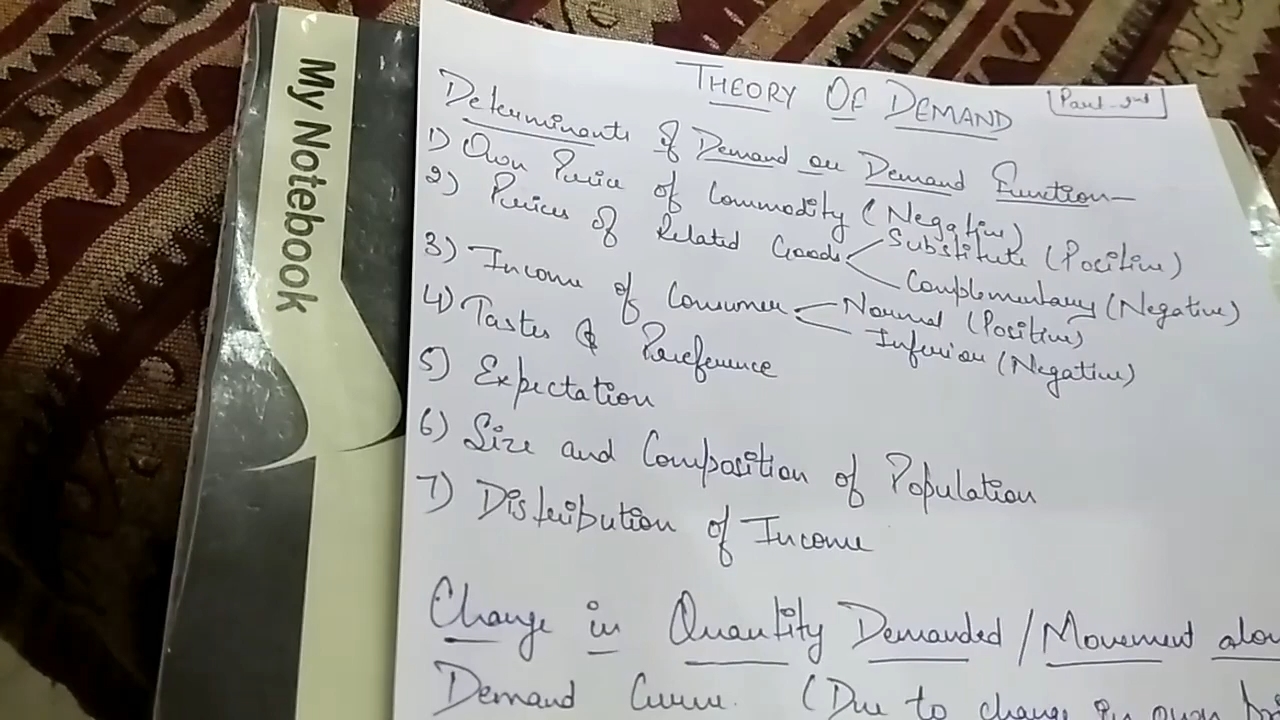 My Notebook
THEORY OF DEMAND
Part-2nd
Determinants of Demand or Demand Function-
1) Own Price of Commodity (Negative)
2) Prices of Related Goods Substitute (Positive)
Complementary (Negative)
3) Income of Consumer Normal (Positive)
Inferior (Negative)
4) Tastes & Preference
5) Expectation
6) Size and Composition of Population
7) Distribution of Income
Change in Quantity Demanded / Movement
Demand Curve. (Due to change in own